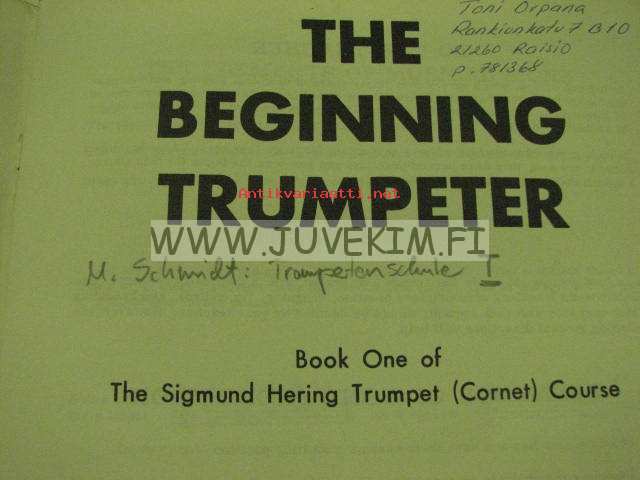 Toni Orpana
Rankionkatu 7 B 10
21260 Raisio
p. 781368
THE
BEGINNING
TRUMPETER
Antikvariaatti.net
WWW.JUVEKIM.FI
M. Schmidt: Trompetenschule I
Book One of
The Sigmund Hering Trumpet (Cornet) Course